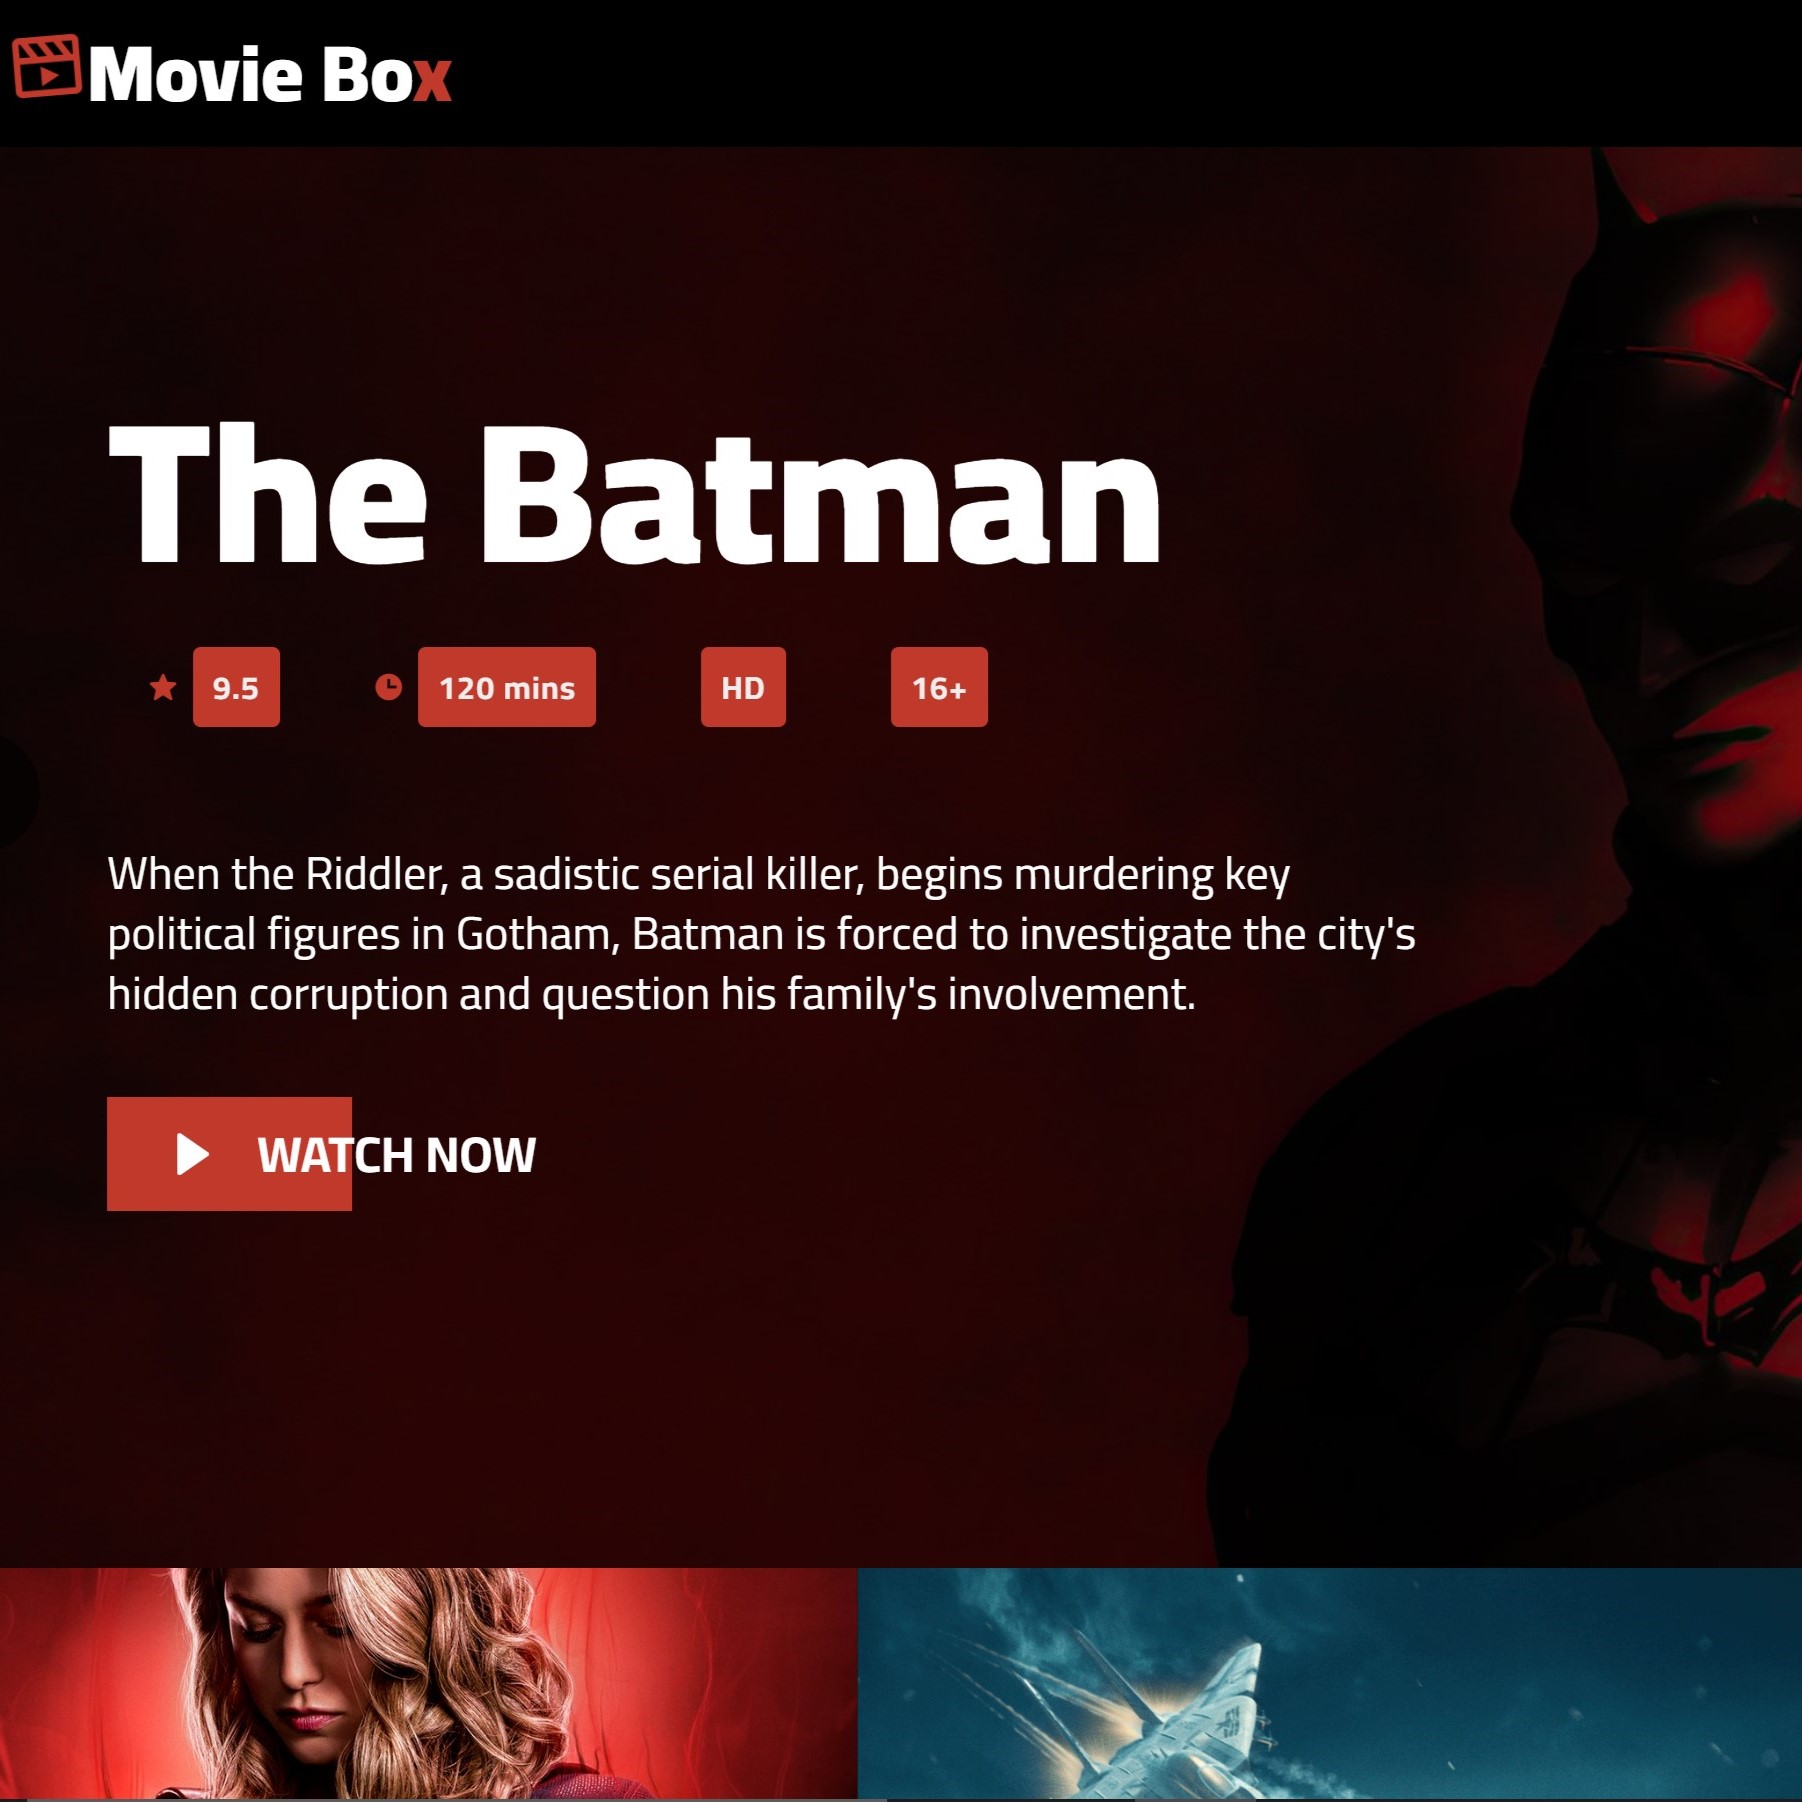 Movie Box
The Batman
9.5
120 mins
HD
16+
When the Riddler, a sadistic serial killer, begins murdering key
political figures in Gotham, Batman is forced to investigate the city's
hidden corruption and question his family's involvement.
WATCH NOW